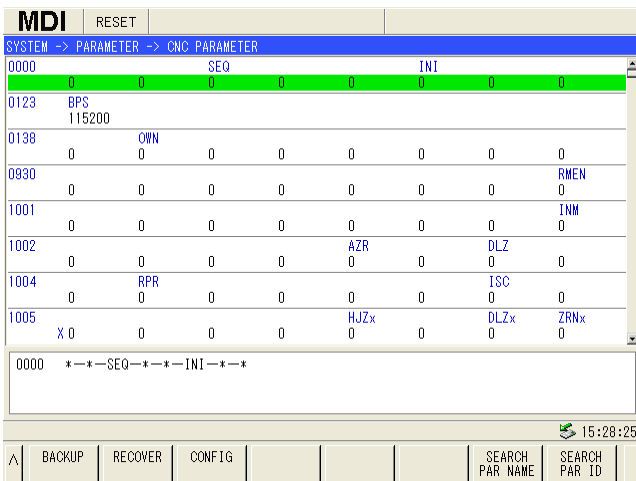 MDI RESET
SYSTEM -> PARAMETER -> CNC PARAMETER
0000 SEQ INI
0 0 0 0 0 0 0 0
0123 BPS
115200
0138 OWN
0 0 0 0 0 0 0 0
0930 RMEN
0 0 0 0 0 0 0 0
1001 INM
0 0 0 0 0 0 0 0
1002 AZR DLZ
0 0 0 0 0 0 0 0
1004 RPR ISC
0 0 0 0 0 0 0 0
1005 HJZx DLZx ZRNx
X 0 0 0 0 0 0 0 0
0000 *—*—SEQ—*—*—INI—*—*
15:28:25
^ BACKUP RECOVER CONFIG SEARCH PAR NAME SEARCH PAR ID